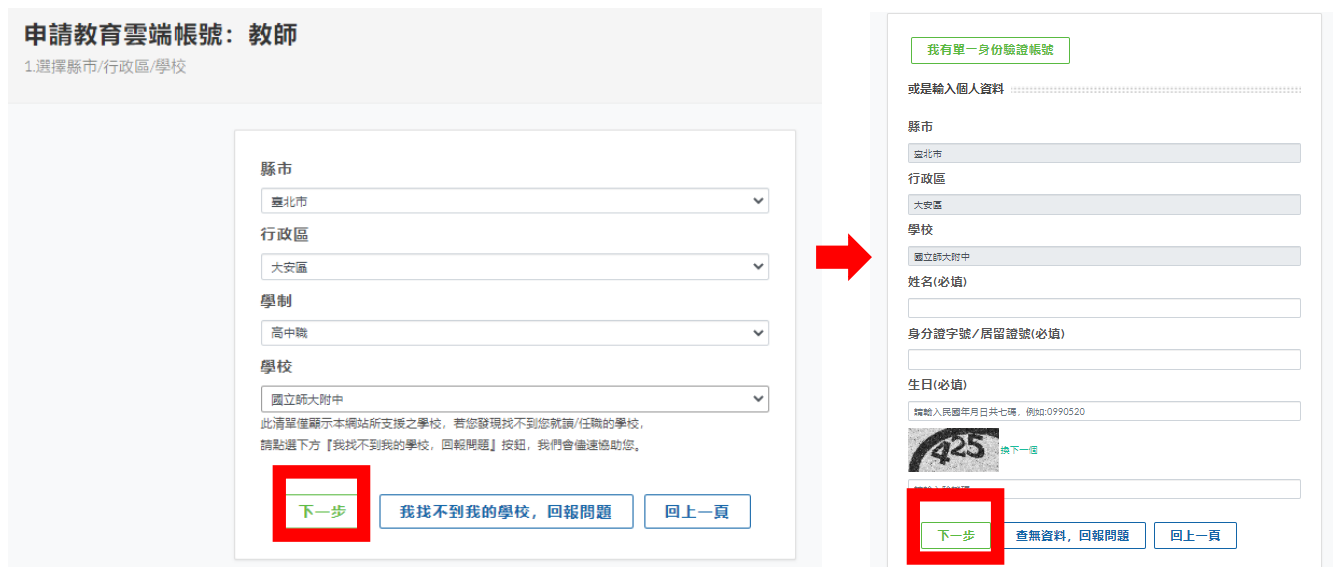 申請教育雲端帳號：教師
1.選擇縣市/行政區/學校
縣市
臺北市
行政區
大安區
學制
高中職
學校
國立師大附中
此清單僅顯示本網站所支援之學校，若您發現找不到您就讀/任職的學校，
請點選下方『我找不到我的學校，回報問題』按鈕，我們會儘速協助您。
下一步
我找不到我的學校，回報問題
回上一頁
我有單一身份驗證帳號
或是輸入個人資料
縣市
臺北市
行政區
大安區
學校
國立師大附中
姓名(必填)
身分證字號/居留證號(必填)
生日(必填)
請輸入民國年月日共七碼，例如:0990520
425
換下一個
下一步
查無資料，回報問題
回上一頁